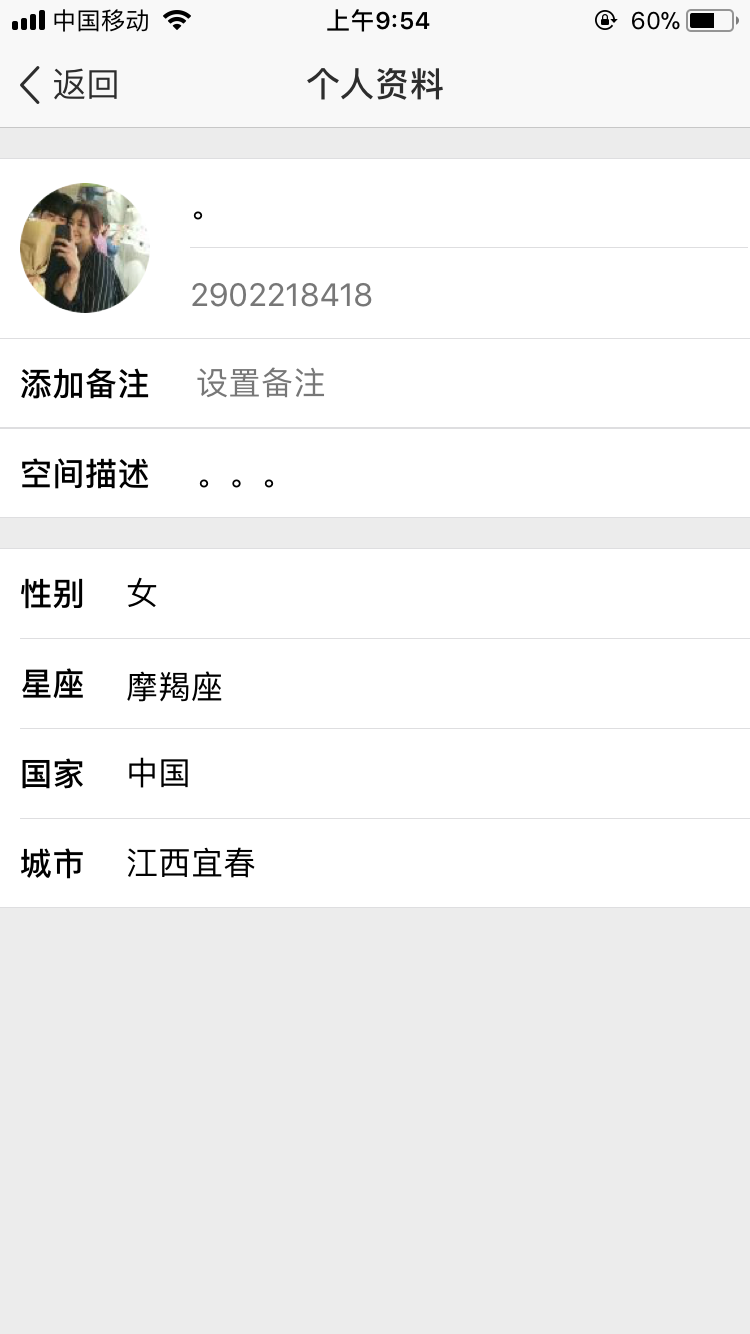 中国移动 上午9:54 60%
返回 个人资料
。
2902218418
添加备注 设置备注
空间描述 。。。
性别 女
星座 摩羯座
国家 中国
城市 江西宜春